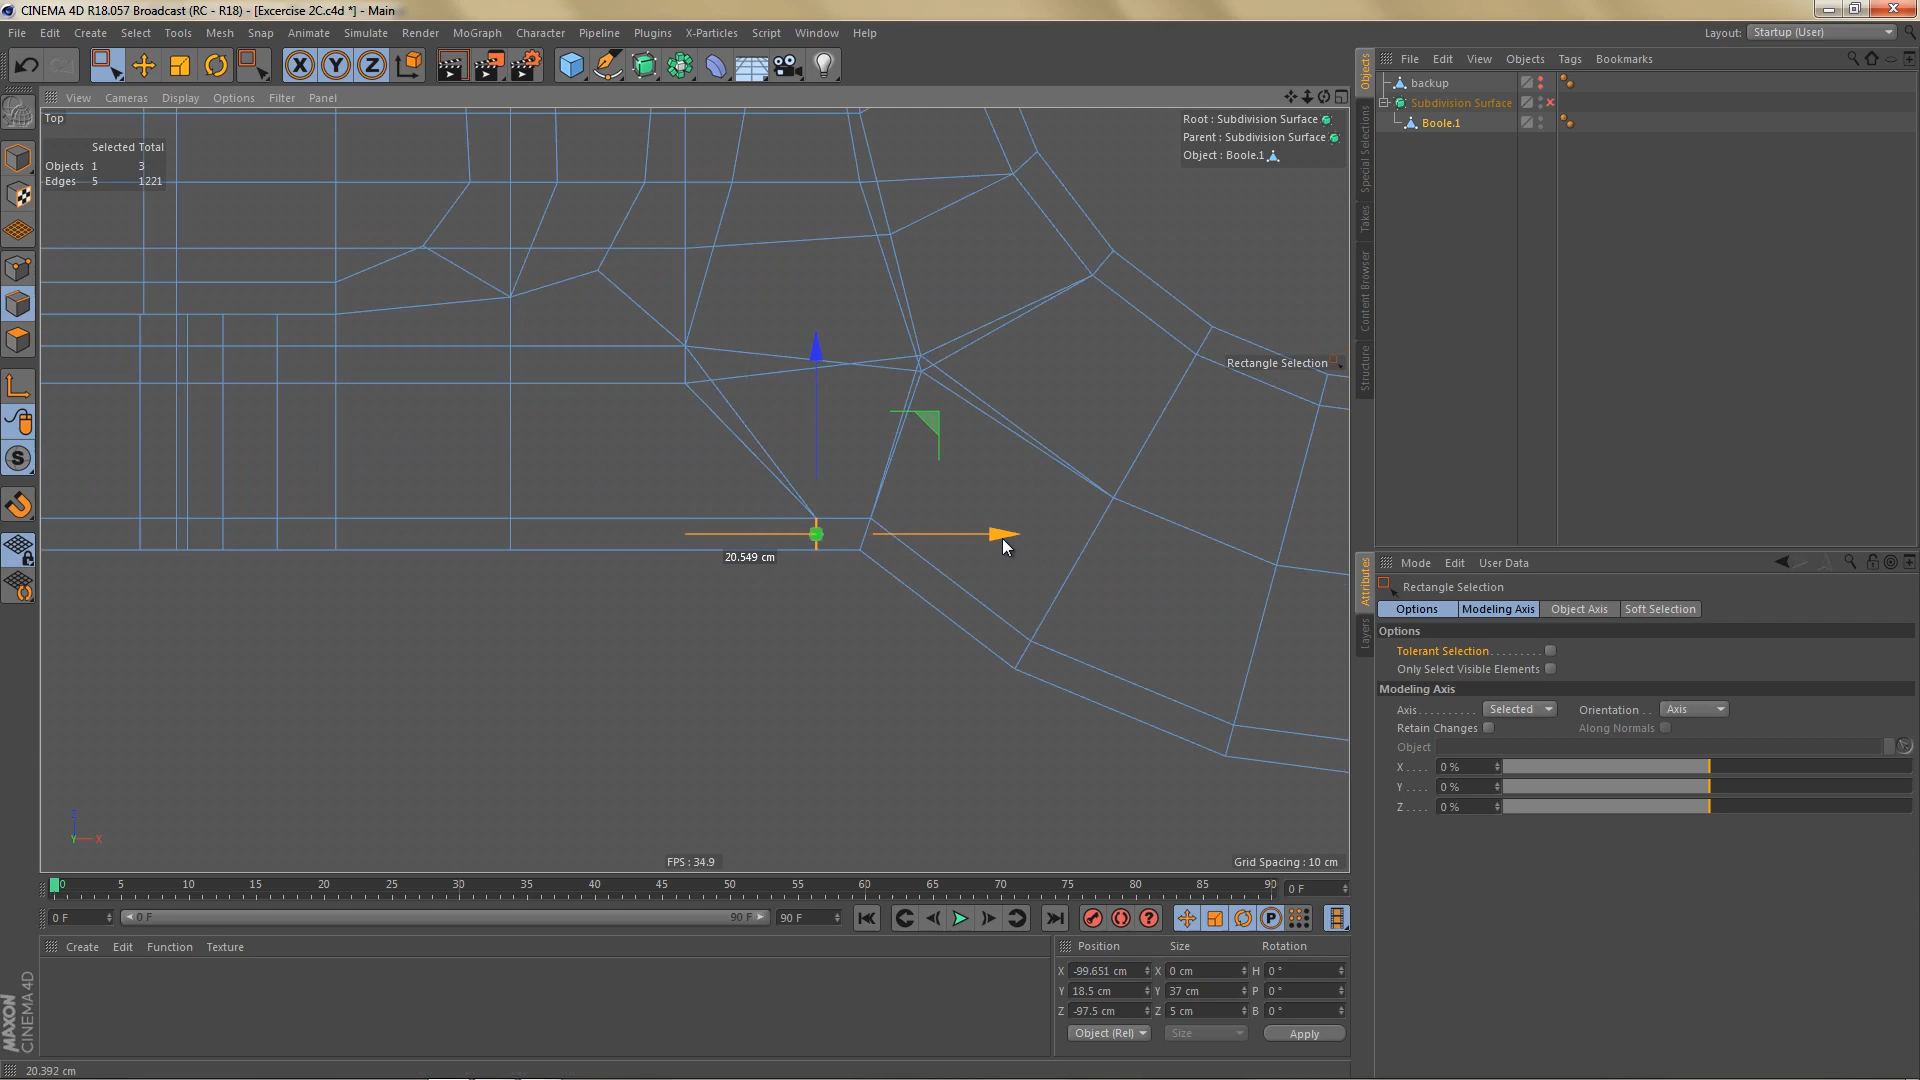 CINEMA 4D R18.057 Broadcast (RC - R18) - [Excercise 2C.c4d *] - Main
File Edit Create Select Tools Mesh Snap Animate Simulate Render Character MoGraph Pipeline Plugins X-Particles Script Window Help
Layout: Startup (User)
X Y Z
View Cameras Display Options Filter Panel
Top
Selected Total
Objects 1 3
Edges 5 1221
Root : Subdivision Surface
Parent : Subdivision Surface
Object : Boole.1
Rectangle Selection
20.549 cm
Z
Y X
FPS : 34.9
Grid Spacing : 10 cm
S
Objects
Special Selections
Takes
Content Browser
Structure
File Edit View Objects Tags Bookmarks
backup
Subdivision Surface
Boole.1
Attributes
Layers
Mode Edit User Data
Rectangle Selection
Options Modeling Axis Object Axis Soft Selection
Options
Tolerant Selection . . . . . . . . .
Only Select Visible Elements
Modeling Axis
Axis . . . . . . . . . Selected Orientation . . Axis
Retain Changes Along Normals
Object
X . . . . 0 %
Y . . . . 0 %
Z . . . . 0 %
0 5 10 15 20 25 30 35 40 45 50 55 60 65 70 75 80 85 90 0 F
0 F 0 F 90 F 90 F
P
Create Edit Function Texture
Position Size Rotation
X -99.651 cm X 0 cm H 0 °
Y 18.5 cm Y 37 cm P 0 °
Z -97.5 cm Z 5 cm B 0 °
Object (Rel) Size Apply
MAXON
CINEMA 4D
20.392 cm